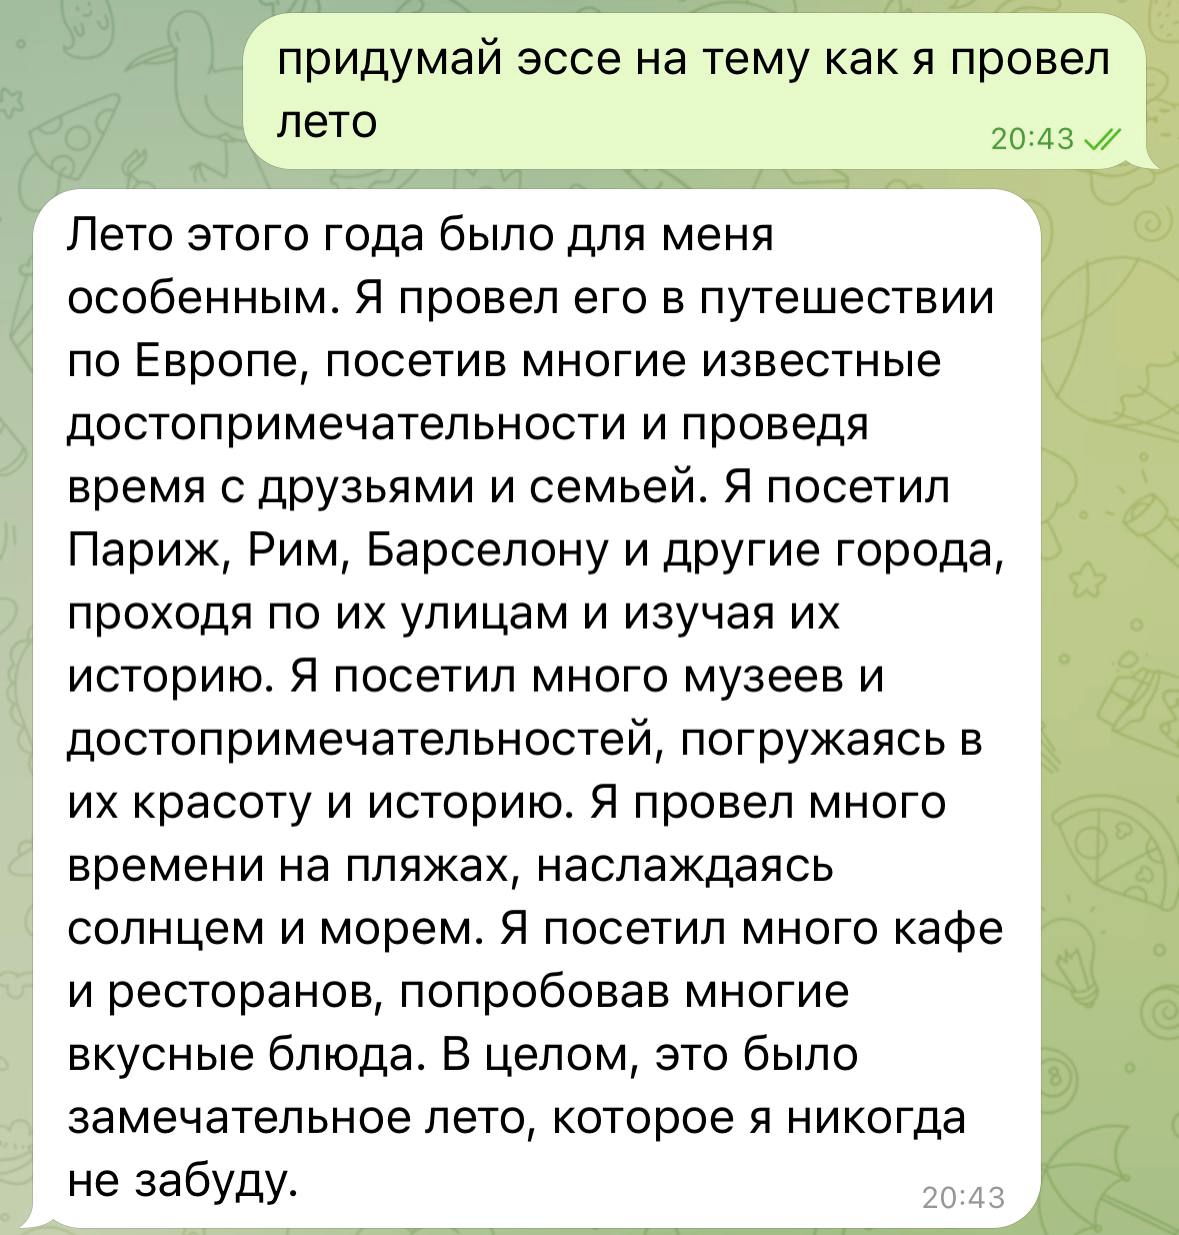 придумай эссе на тему как я провел
лето
20:43
Лето этого года было для меня
особенным. Я провел его в путешествии
по Европе, посетив многие известные
достопримечательности и проведя
время с друзьями и семьей. Я посетил
Париж, Рим, Барселону и другие города,
проходя по их улицам и изучая их
историю. Я посетил много музеев и
достопримечательностей, погружаясь в
их красоту и историю. Я провел много
времени на пляжах, наслаждаясь
солнцем и морем. Я посетил много кафе
и ресторанов, попробовав многие
вкусные блюда. В целом, это было
замечательное лето, которое я никогда
не забуду.
20:43